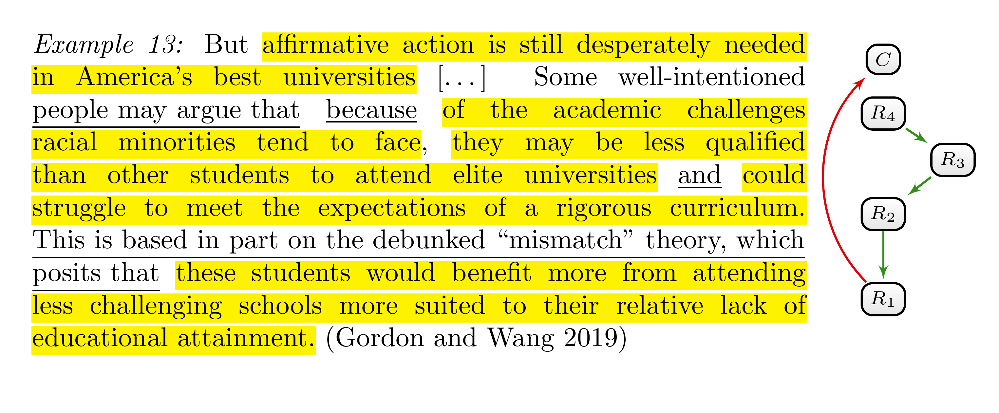 Example 13: But affirmative action is still desperately needed
in America's best universities [...] Some well-intentioned
people may argue that because of the academic challenges
racial minorities tend to face, they may be less qualified
than other students to attend elite universities and could
struggle to meet the expectations of a rigorous curriculum.
This is based in part on the debunked “mismatch” theory, which
posits that these students would benefit more from attending
less challenging schools more suited to their relative lack of
educational attainment. (Gordon and Wang 2019)
C
R4
R3
R2
R1